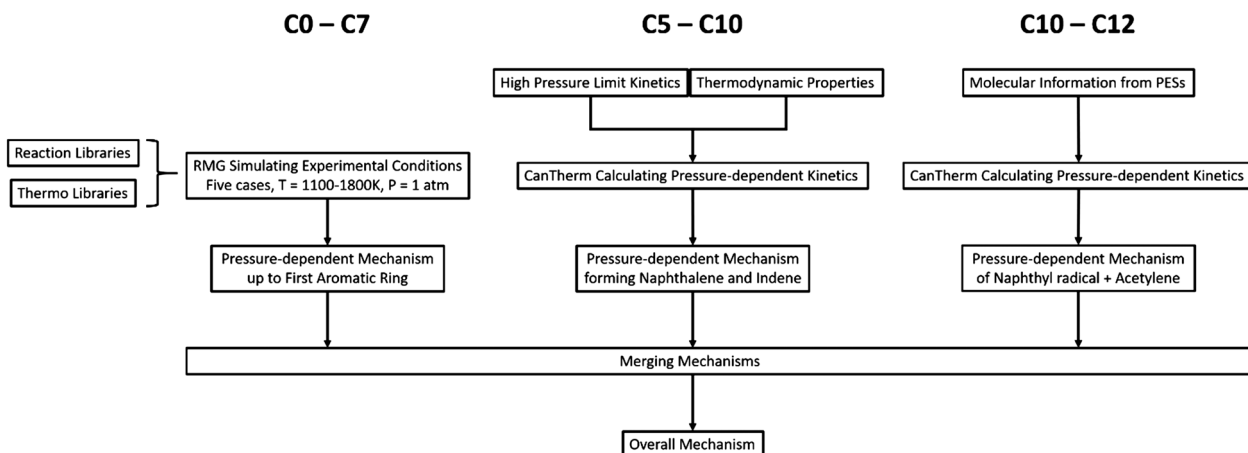 C0 – C7
C5 – C10
C10 – C12
High Pressure Limit Kinetics
Thermodynamic Properties
Molecular Information from PESs
Reaction Libraries
Thermo Libraries
RMG Simulating Experimental Conditions
Five cases, T = 1100-1800K, P = 1 atm
CanTherm Calculating Pressure-dependent Kinetics
CanTherm Calculating Pressure-dependent Kinetics
Pressure-dependent Mechanism
up to First Aromatic Ring
Pressure-dependent Mechanism
forming Naphthalene and Indene
Pressure-dependent Mechanism
of Naphthyl radical + Acetylene
Merging Mechanisms
Overall Mechanism